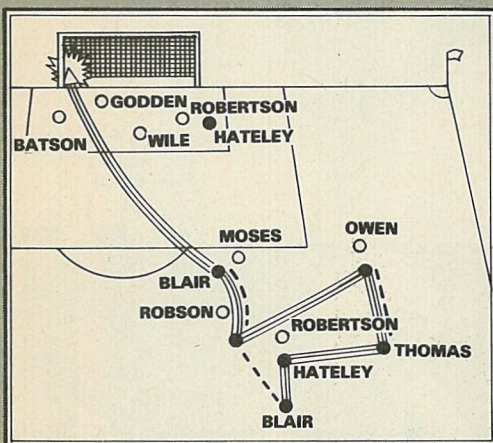 GODDEN
ROBERTSON
BATSON
WILE
HATELEY
MOSES
OWEN
BLAIR
ROBSON
ROBERTSON
THOMAS
HATELEY
BLAIR